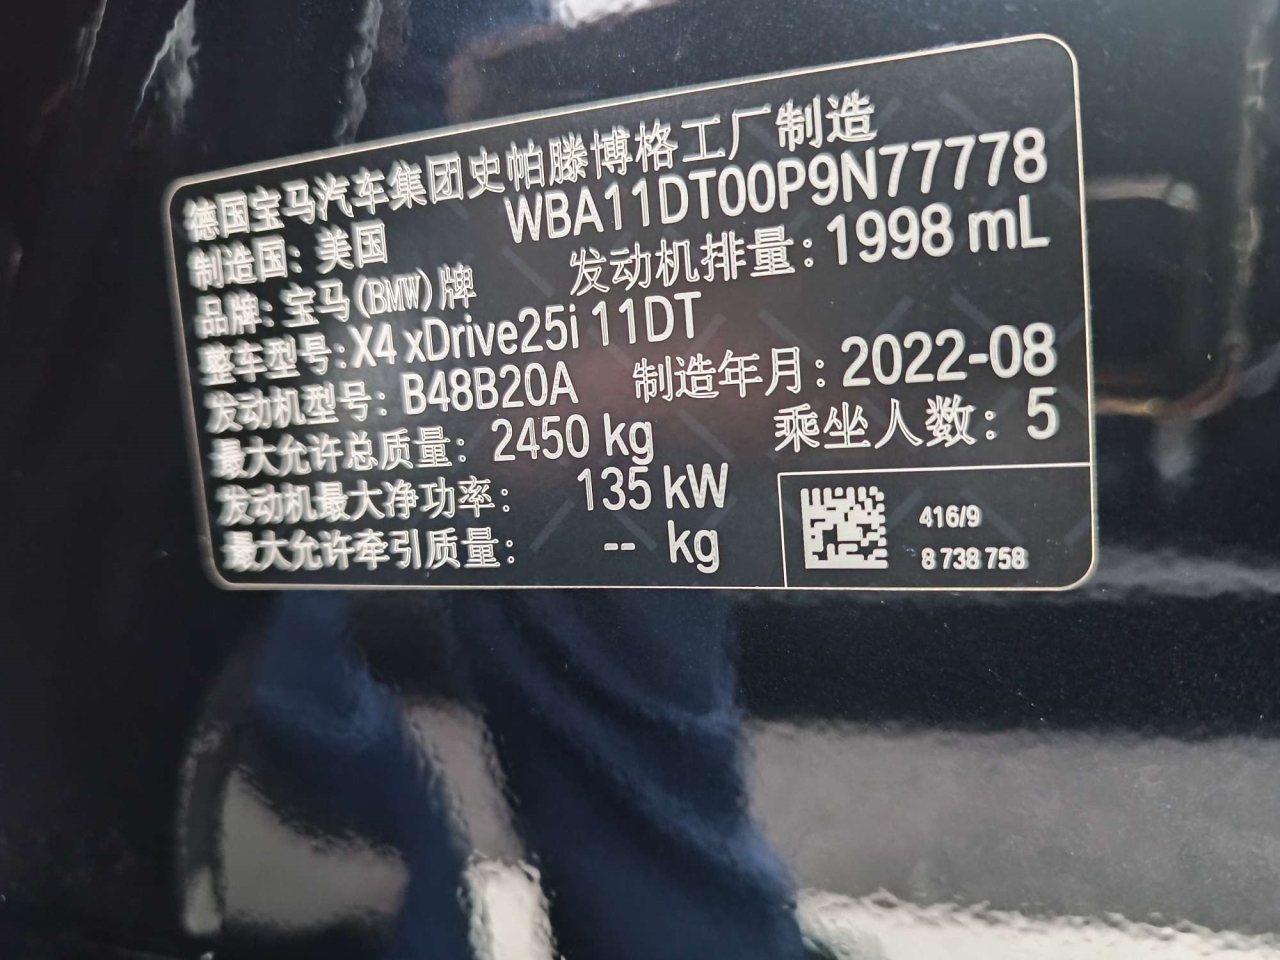 德国宝马汽车集团史帕滕博格工厂制造
制造国: 美国 WBA11DT00P9N77778
品牌: 宝马(BMW)牌 发动机排量: 1998 mL
整车型号: X4 xDrive25i 11DT
发动机型号: B48B20A 制造年月: 2022-08
最大允许总质量: 2450 kg 乘坐人数: 5
发动机最大净功率: 135 kW
最大允许牵引质量: -- kg
416/9
8 738 758